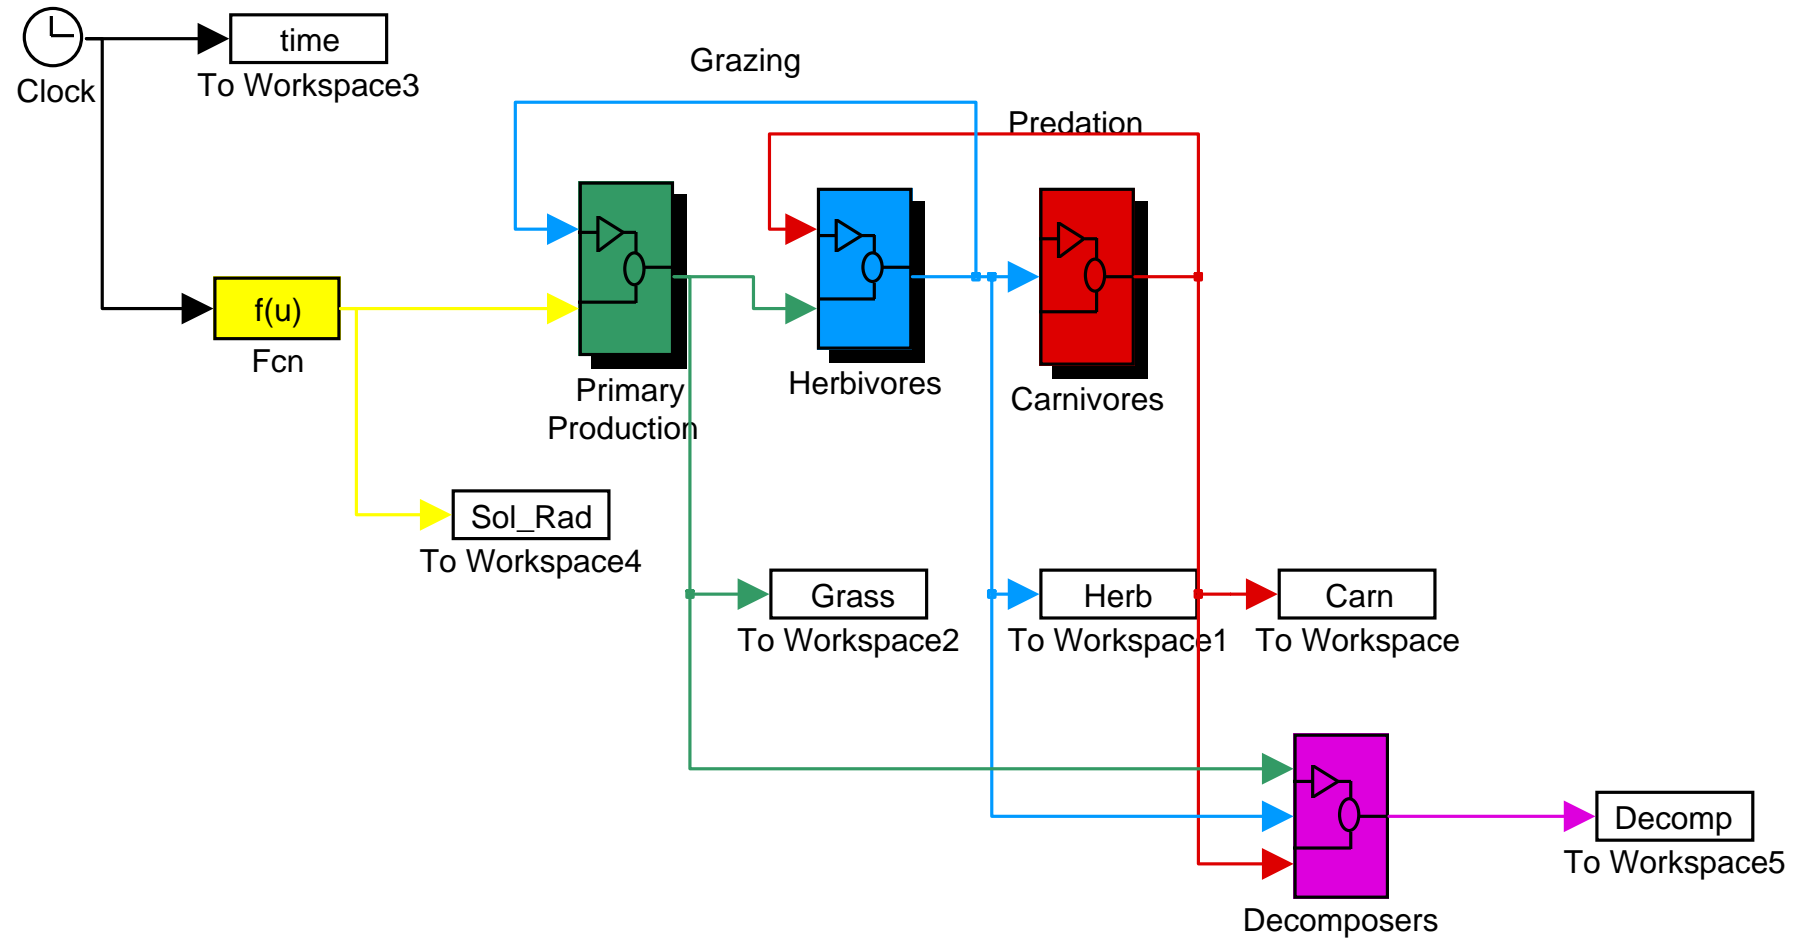 time
Clock
To Workspace3
Grazing
Predation
f(u)
Fcn
Primary
Production
Herbivores
Carnivores
Sol_Rad
To Workspace4
Grass
To Workspace2
Herb
To Workspace1
Carn
To Workspace
Decomp
To Workspace5
Decomposers